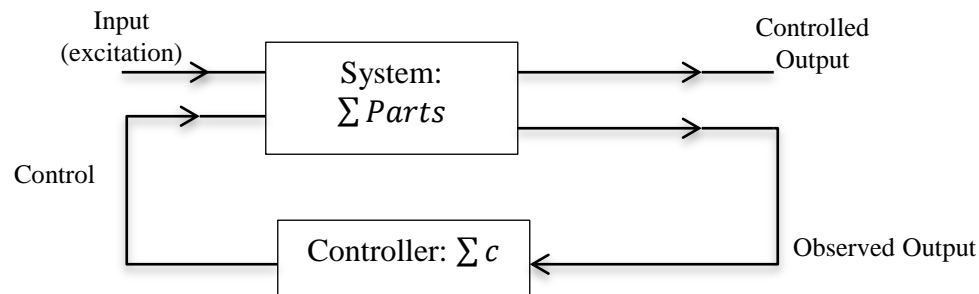 Input
(excitation)
Controlled
Output
System:
∑ Parts
Control
Controller: ∑ c
Observed Output